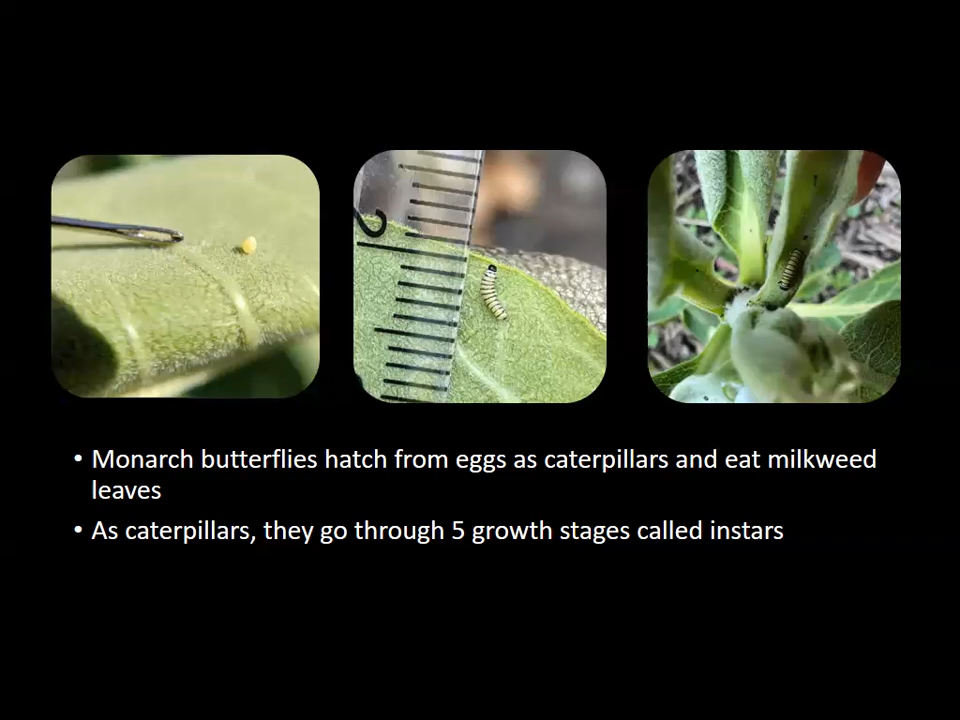 2
• Monarch butterflies hatch from eggs as caterpillars and eat milkweed
leaves
• As caterpillars, they go through 5 growth stages called instars